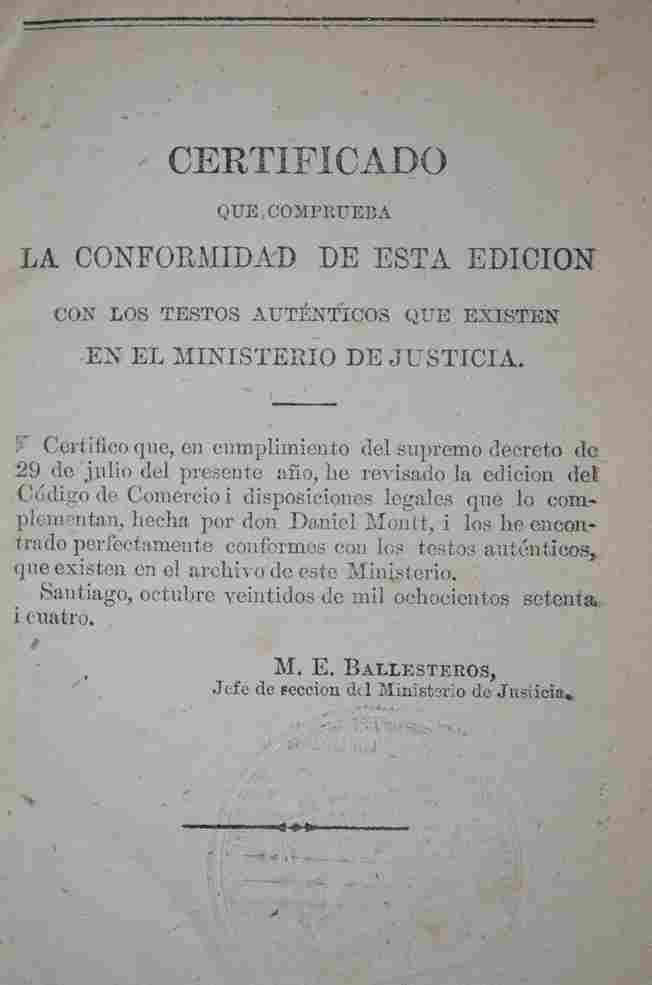 CERTIFICADO
QUE COMPRUEBA
LA CONFORMIDAD DE ESTA EDICION
CON LOS TESTOS AUTÉNTICOS QUE EXISTEN
EN EL MINISTERIO DE JUSTICIA.
Certifico que, en cumplimiento del supremo decreto de
29 de julio del presente año, he revisado la edicion del
Código de Comercio i disposiciones legales que lo com-
plementan, hecha por don Daniel Montt, i los he encon-
trado perfectamente conformes con los testos auténticos,
que existen en el archivo de este Ministerio.
Santiago, octubre veintidos de mil ochocientos setenta
i cuatro.
M. E. BALLESTEROS,
Jefe de seccion del Ministerio de Justicia.